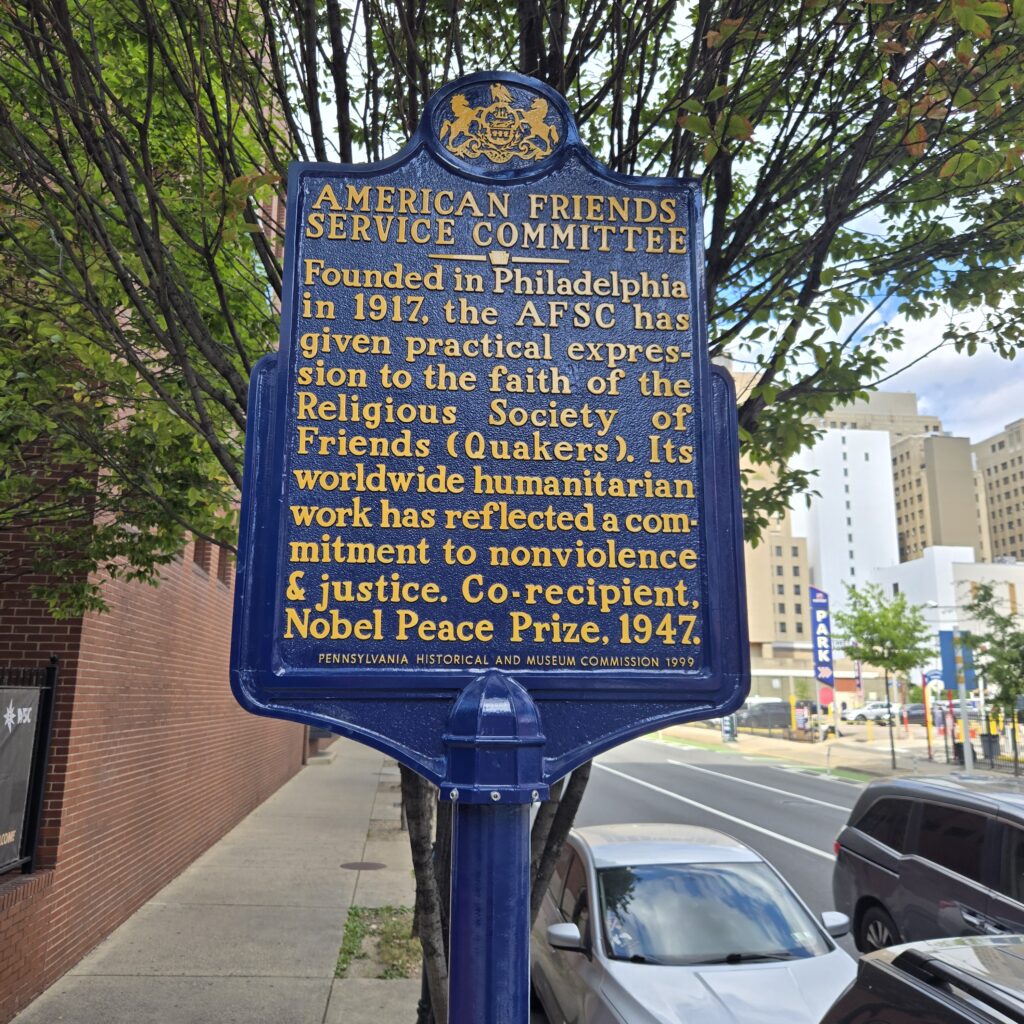 AMERICAN FRIENDS
SERVICE COMMITTEE
Founded in Philadelphia
in 1917, the AFSC has
given practical expres-
sion to the faith of the
Religious Society of
Friends (Quakers). Its
worldwide humanitarian
work has reflected a com-
mitment to nonviolence
& justice. Co-recipient,
Nobel Peace Prize, 1947.
PENNSYLVANIA HISTORICAL AND MUSEUM COMMISSION 1999
PARK